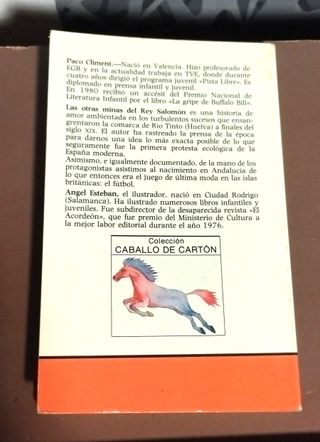 Paco Climent.—Nació en Valencia. Hizo profesorado de
EGB y en la actualidad trabaja en TVE, donde durante
cuatro años dirigió el programa juvenil «Pista Libre». Es
diplomado en prensa infantil y juvenil.
En 1980 recibió un accésit del Premio Nacional de
Literatura Infantil por el libro «La gripe de Buffalo Bill».
Las otras minas del Rey Salomón es una historia de
amor ambientada en los turbulentos sucesos que ensan-
grentaron la comarca de Río Tinto (Huelva) a finales del
siglo XIX. El autor ha rastreado la prensa de la época
para darnos una idea lo más exacta posible de lo que
seguramente fue la primera protesta ecológica de la
España moderna.
Asimismo, e igualmente documentado, de la mano de los
protagonistas asistimos al nacimiento en Andalucía de
lo que entonces era el juego de última moda en las islas
británicas: el fútbol.
Angel Esteban, el ilustrador, nació en Ciudad Rodrigo
(Salamanca). Ha ilustrado numerosos libros infantiles y
juveniles. Fue subdirector de la desaparecida revista «El
Acordeón», que fue premio del Ministerio de Cultura a
la mejor labor editorial durante el año 1976.
Colección
CABALLO DE CARTÓN